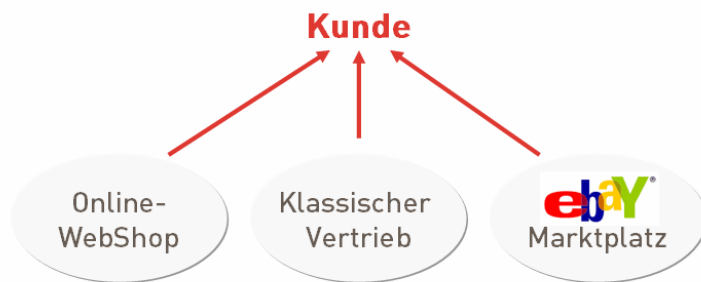 Kunde
Online-
WebShop
Klassischer
Vertrieb
ebaY®
Marktplatz